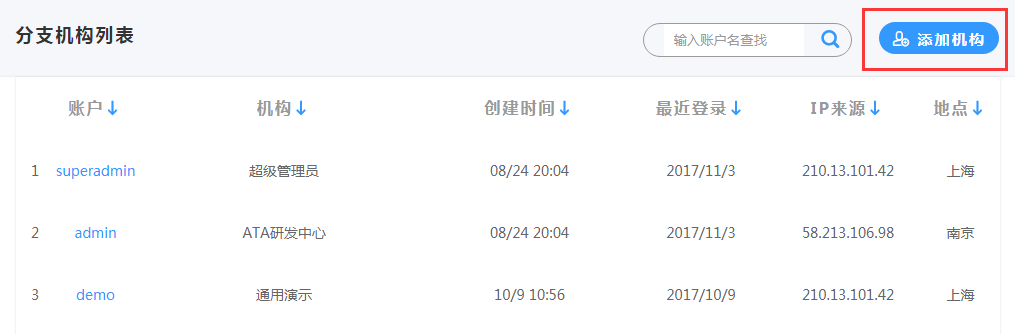 分支机构列表
输入账户名查找
添加机构
账户 机构 创建时间 最近登录 IP来源 地点
1 superadmin 超级管理员 08/24 20:04 2017/11/3 210.13.101.42 上海
2 admin ATA研发中心 08/24 20:04 2017/11/3 58.213.106.98 南京
3 demo 通用演示 10/9 10:56 2017/10/9 210.13.101.42 上海